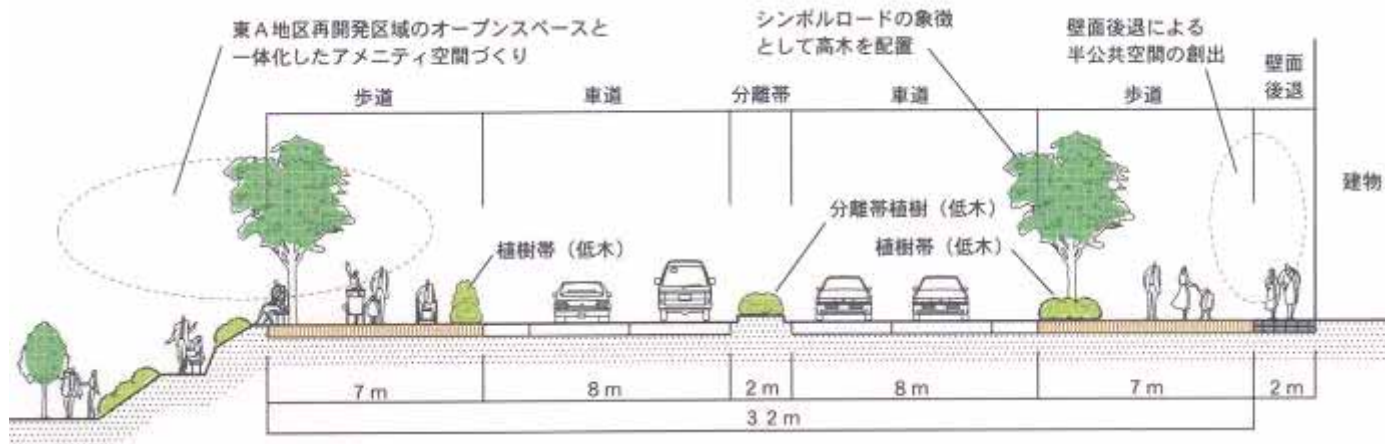 東A地区再開発区域のオープンスペースと
一体化したアメニティ空間づくり
シンボルロードの象徴
として高木を配置
壁面後退による
半公共空間の創出
壁面
後退
歩道
車道
分離帯
車道
歩道
建物
分離帯植樹（低木）
植樹帯（低木）
植樹帯（低木）
7m
8m
2m
8m
7m
2m
32m